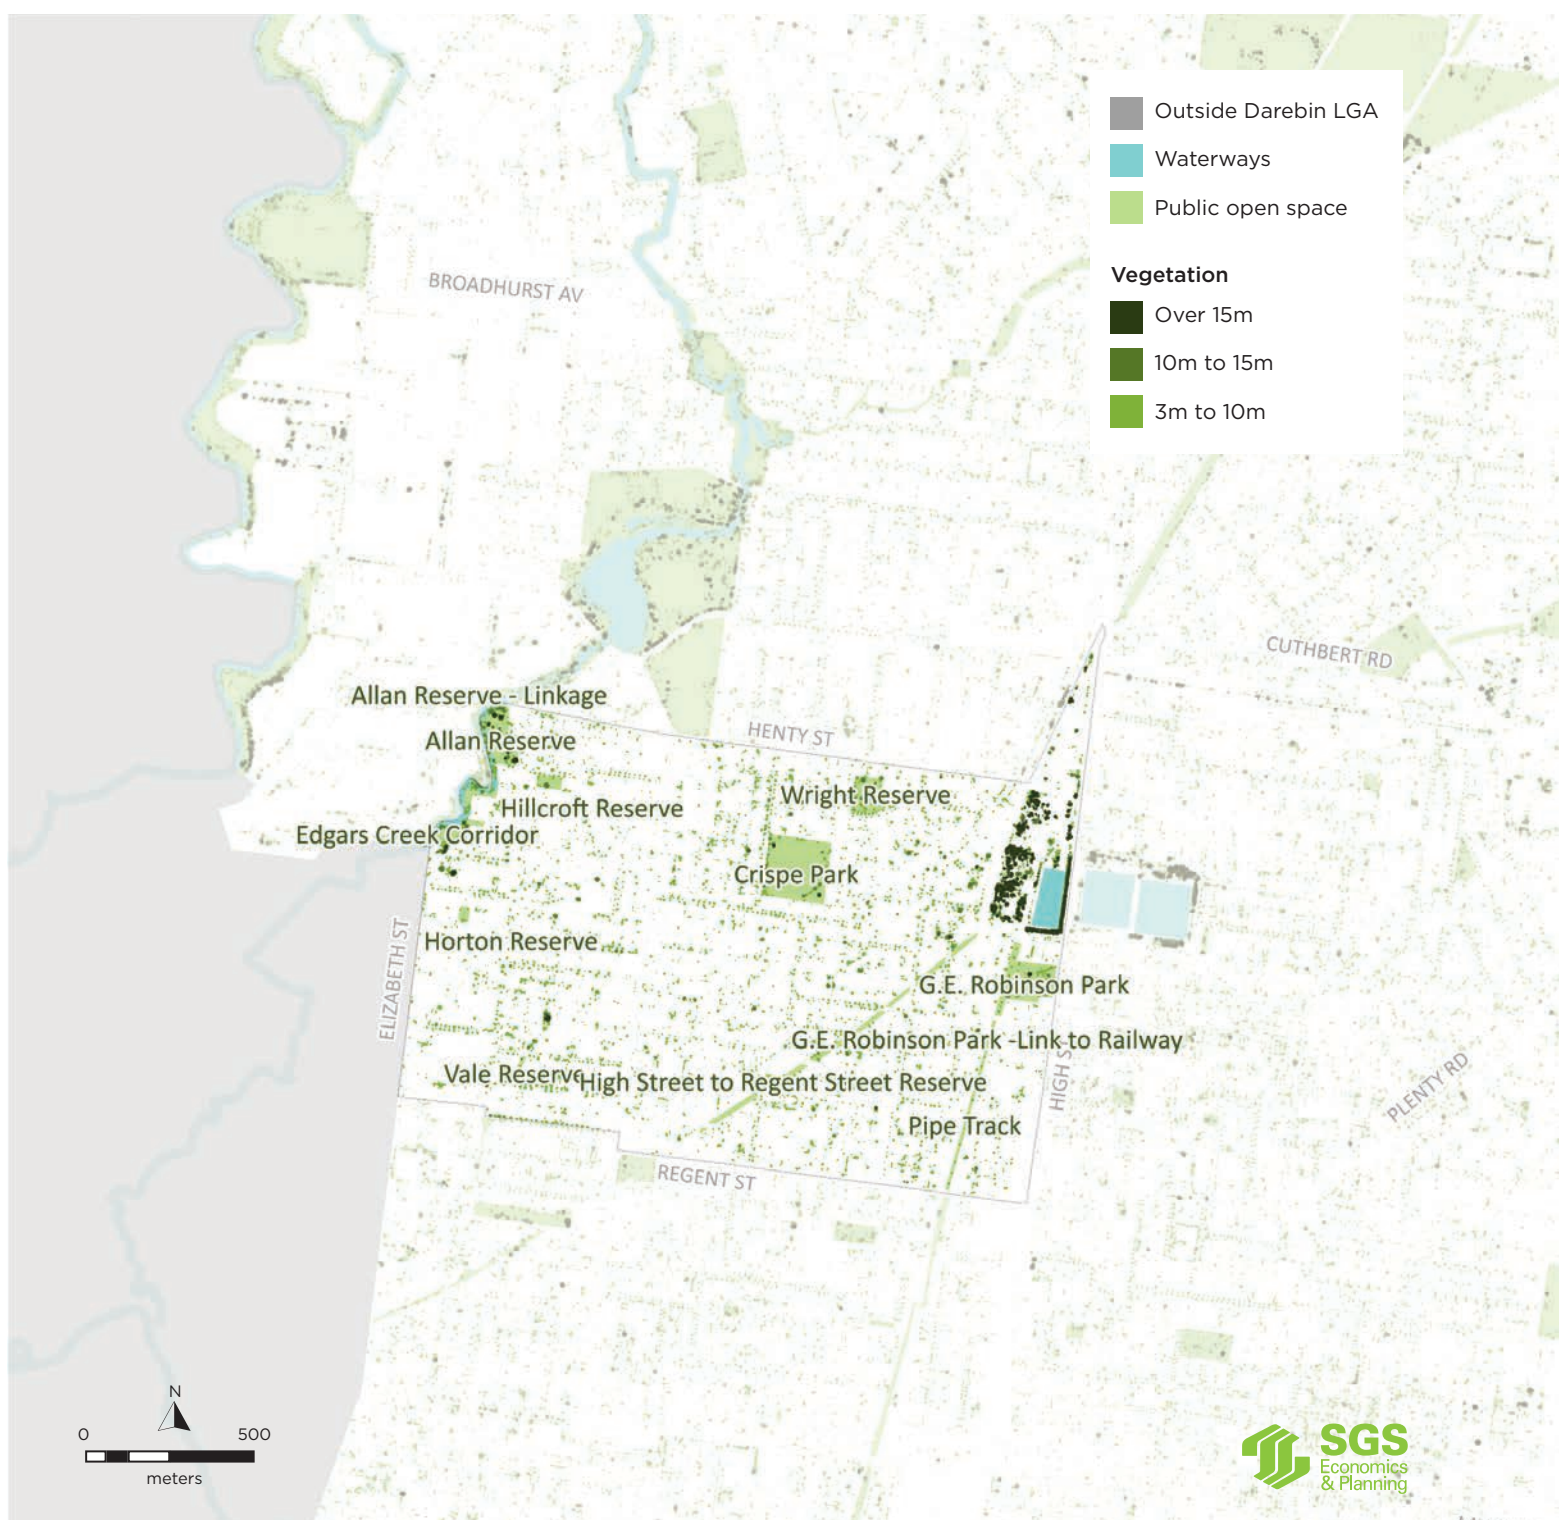 Outside Darebin LGA
Waterways
Public open space
Vegetation
Over 15m
10m to 15m
3m to 10m
BROADHURST AV
CUTHBERT RD
Allan Reserve - Linkage
HENTY ST
Allan Reserve
Wright Reserve
Hillcroft Reserve
Edgars Creek Corridor
Crispe Park
Horton Reserve
ELIZABETH ST
G.E. Robinson Park
G.E. Robinson Park -Link to Railway
Vale Reserve
High Street to Regent Street Reserve
HIGH S
PLENTY RD
Pipe Track
REGENT ST
N
0 500
meters
SGS
Economics
& Planning